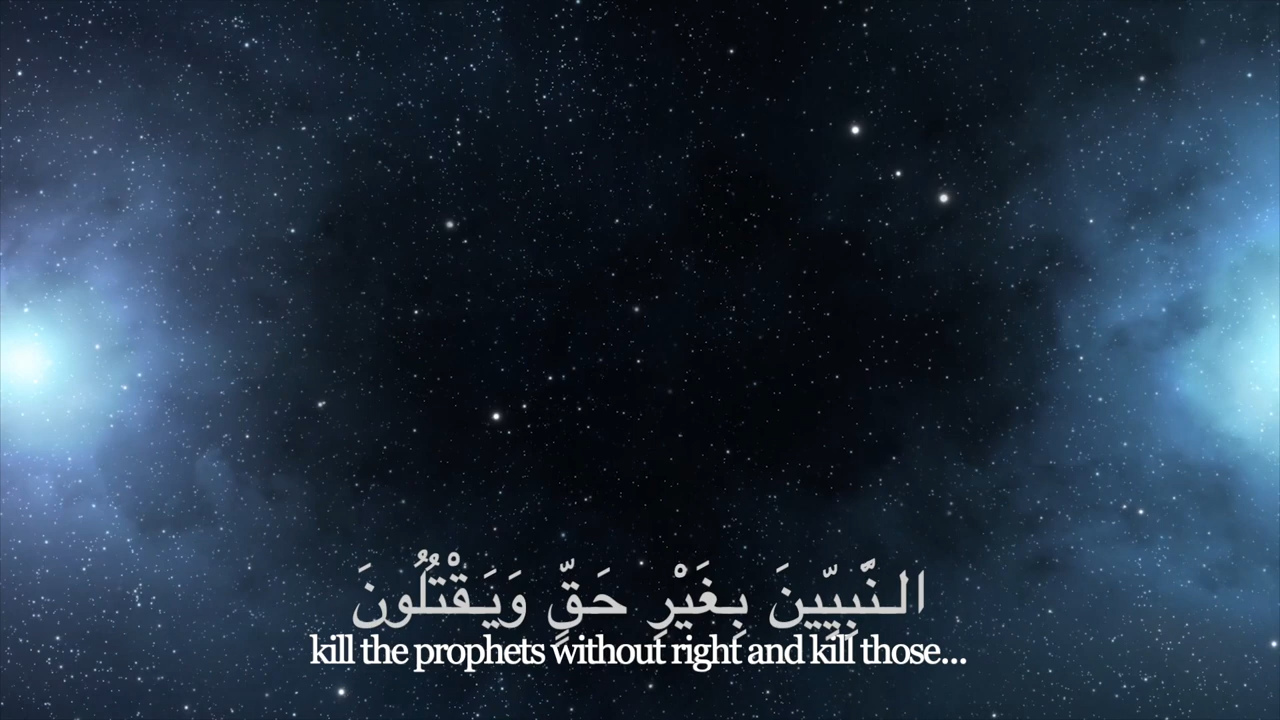 النَّبِيِّينَ بِغَيْرِ حَقٍّ وَيَقْتُلُونَ
kill the prophets without right and kill those...